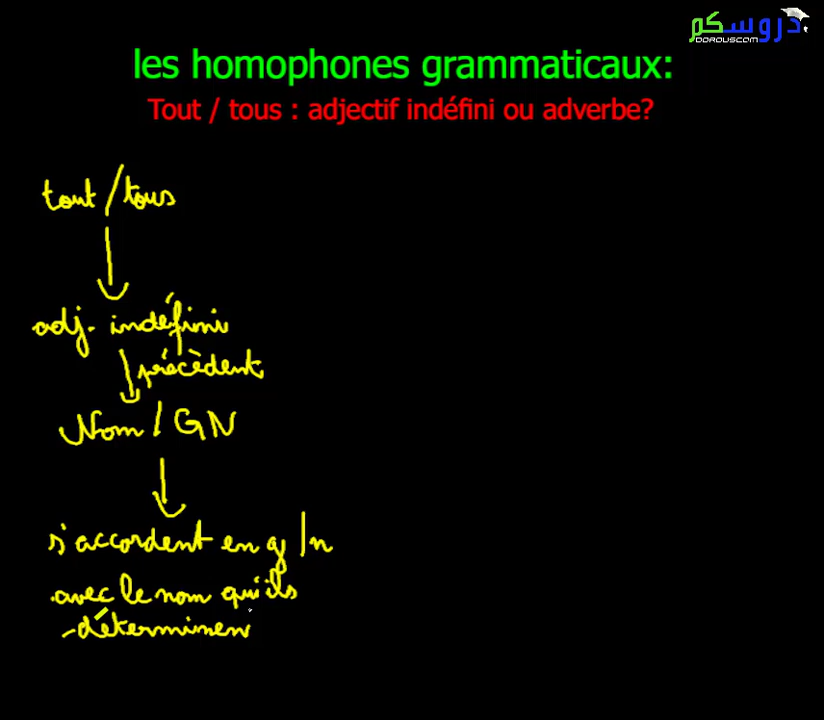 دروسكم
DOROUSCOM
les homophones grammaticaux:
Tout / tous : adjectif indéfini ou adverbe?
tout/tous
adj. indéfini
précèdent
Nom / GN
s'accordent en g/n
avec le nom qu'ils
déterminen